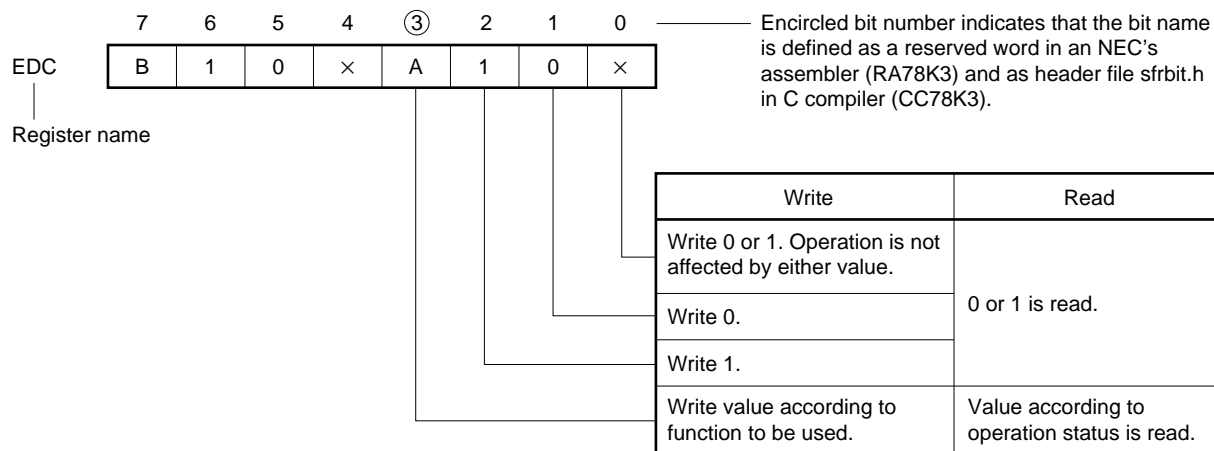 7 6 5 4 ③ 2 1 0
Encircled bit number indicates that the bit name
is defined as a reserved word in an NEC's
assembler (RA78K3) and as header file sfrbit.h
in C compiler (CC78K3).
EDC B 1 0 × A 1 0 ×
Register name
Write Read
Write 0 or 1. Operation is not
affected by either value.
0 or 1 is read.
Write 0.
Write 1.
Write value according to
function to be used.
Value according to
operation status is read.